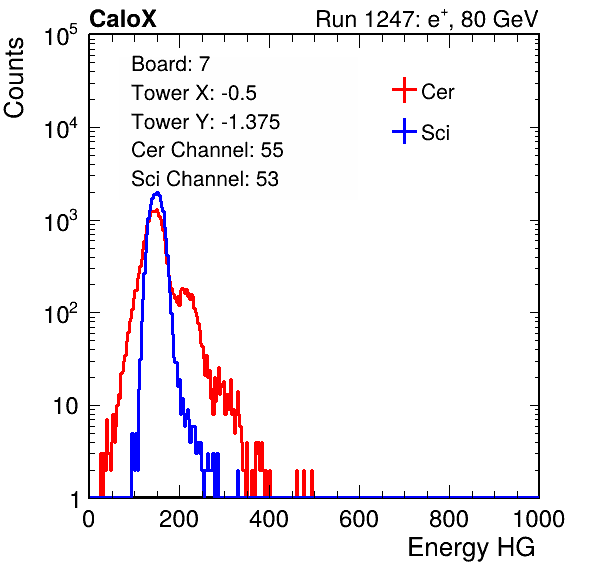 CaloX Run 1247: e⁺, 80 GeV
Counts
10⁵
10⁴
10³
10²
10
1
Board: 7
Tower X: -0.5
Tower Y: -1.375
Cer Channel: 55
Sci Channel: 53
Cer
Sci
0 200 400 600 800 1000
Energy HG